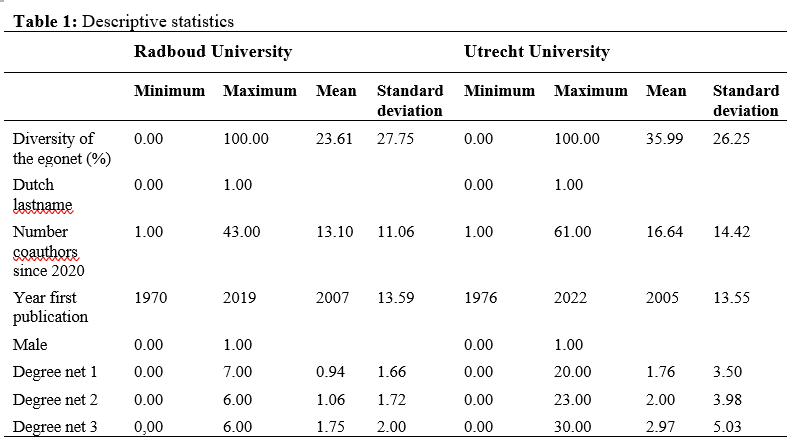 Table 1: Descriptive statistics
Radboud University Utrecht University
Minimum Maximum Mean Standard deviation Minimum Maximum Mean Standard deviation
Diversity of the egonet (%) 0.00 100.00 23.61 27.75 0.00 100.00 35.99 26.25
Dutch lastname 0.00 1.00 0.00 1.00
Number coauthors since 2020 1.00 43.00 13.10 11.06 1.00 61.00 16.64 14.42
Year first publication 1970 2019 2007 13.59 1976 2022 2005 13.55
Male 0.00 1.00 0.00 1.00
Degree net 1 0.00 7.00 0.94 1.66 0.00 20.00 1.76 3.50
Degree net 2 0.00 6.00 1.06 1.72 0.00 23.00 2.00 3.98
Degree net 3 0,00 6.00 1.75 2.00 0.00 30.00 2.97 5.03